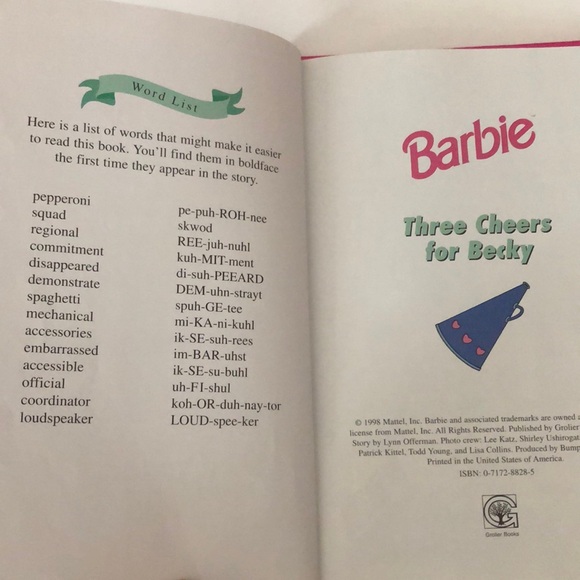 Word List
Here is a list of words that might make it easier
to read this book. You'll find them in boldface
the first time they appear in the story.
pepperoni pe-puh-ROH-nee
squad skwod
regional REE-juh-nuhl
commitment kuh-MIT-ment
disappeared di-suh-PEEARD
demonstrate DEM-uhn-strayt
spaghetti spuh-GE-tee
mechanical mi-KA-ni-kuhl
accessories ik-SE-suh-rees
embarrassed im-BAR-uhst
accessible ik-SE-su-buhl
official uh-FI-shul
coordinator koh-OR-duh-nay-tor
loudspeaker LOUD-spee-ker
Barbie
Three Cheers
for Becky
© 1998 Mattel, Inc. Barbie and associated trademarks are owned
license from Mattel, Inc. All Rights Reserved. Published by Grolier
Story by Lynn Offerman. Photo crew: Lee Katz, Shirley Ushirogat
Patrick Kittel, Todd Young, and Lisa Collins. Produced by Bump
Printed in the United States of America.
ISBN: 0-7172-8828-5
G
Grolier Books